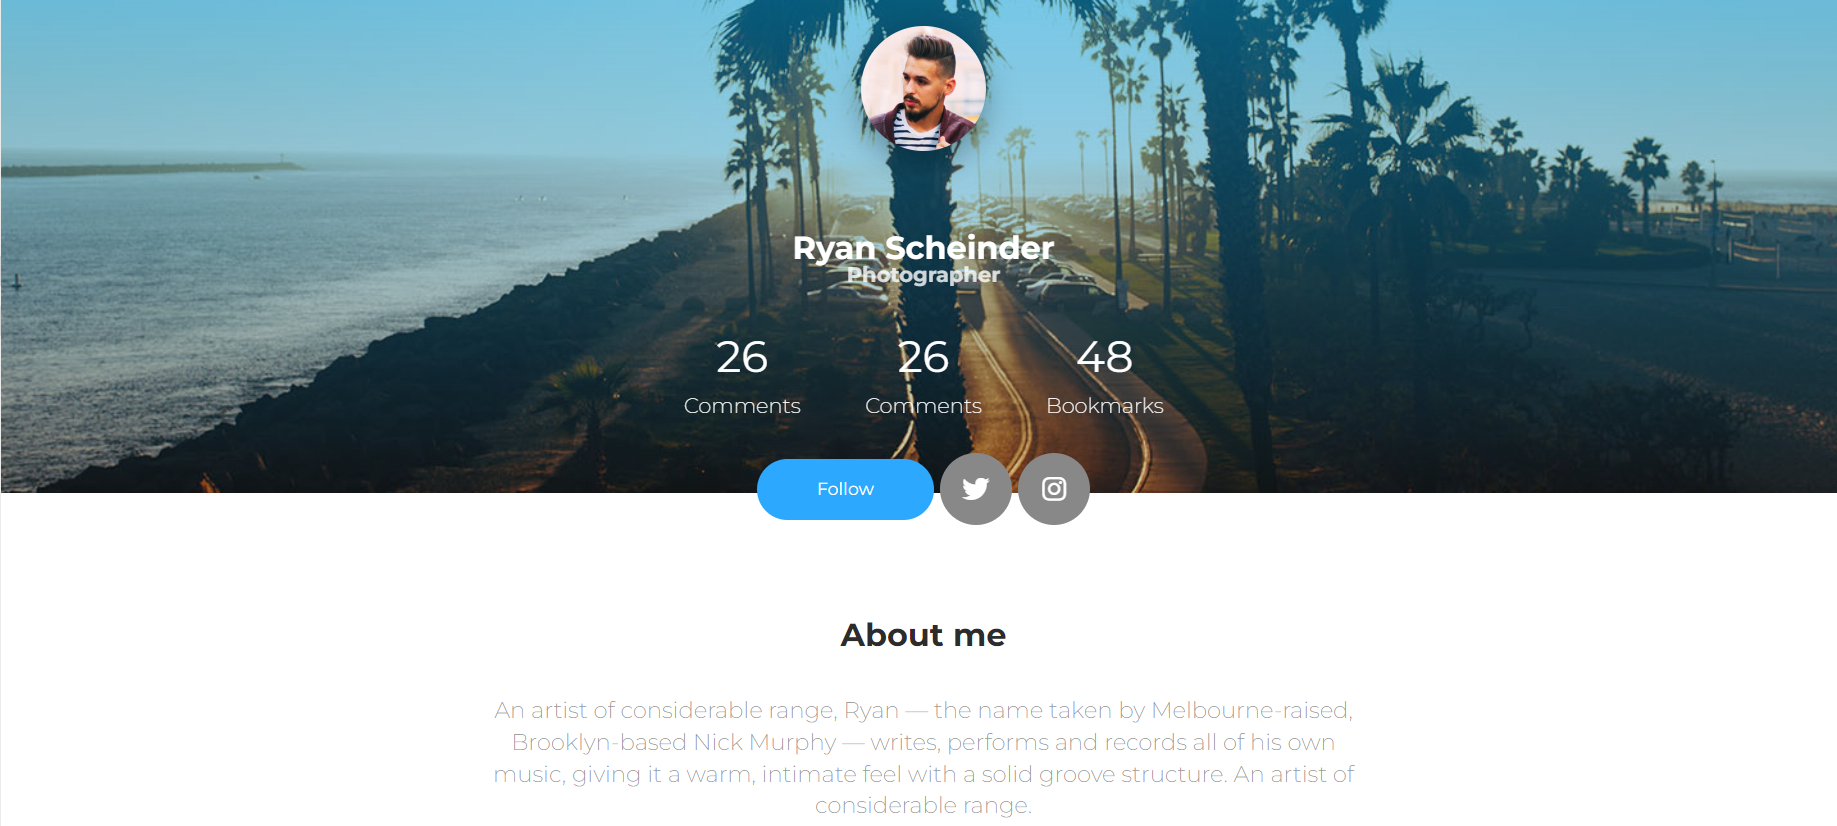 Ryan Scheinder
Photographer
26 26 48
Comments Comments Bookmarks
Follow
About me
An artist of considerable range, Ryan — the name taken by Melbourne-raised,
Brooklyn-based Nick Murphy — writes, performs and records all of his own
music, giving it a warm, intimate feel with a solid groove structure. An artist of
considerable range.